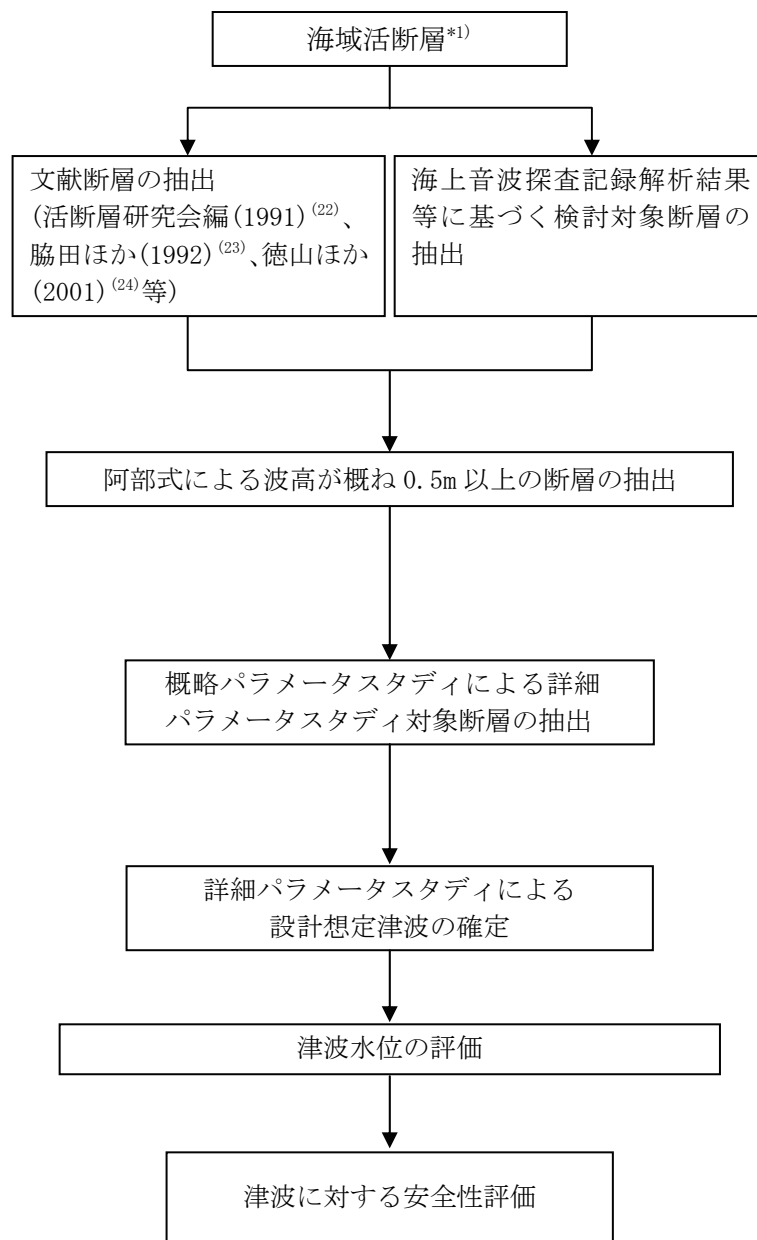 海域活断層*1)
文献断層の抽出
(活断層研究会編(1991)(22)、
脇田ほか(1992)(23)、徳山ほか
(2001)(24)等)
海上音波探査記録解析結果
等に基づく検討対象断層の
抽出
阿部式による波高が概ね 0.5m 以上の断層の抽出
概略パラメータスタディによる詳細
パラメータスタディ対象断層の抽出
詳細パラメータスタディによる
設計想定津波の確定
津波水位の評価
津波に対する安全性評価